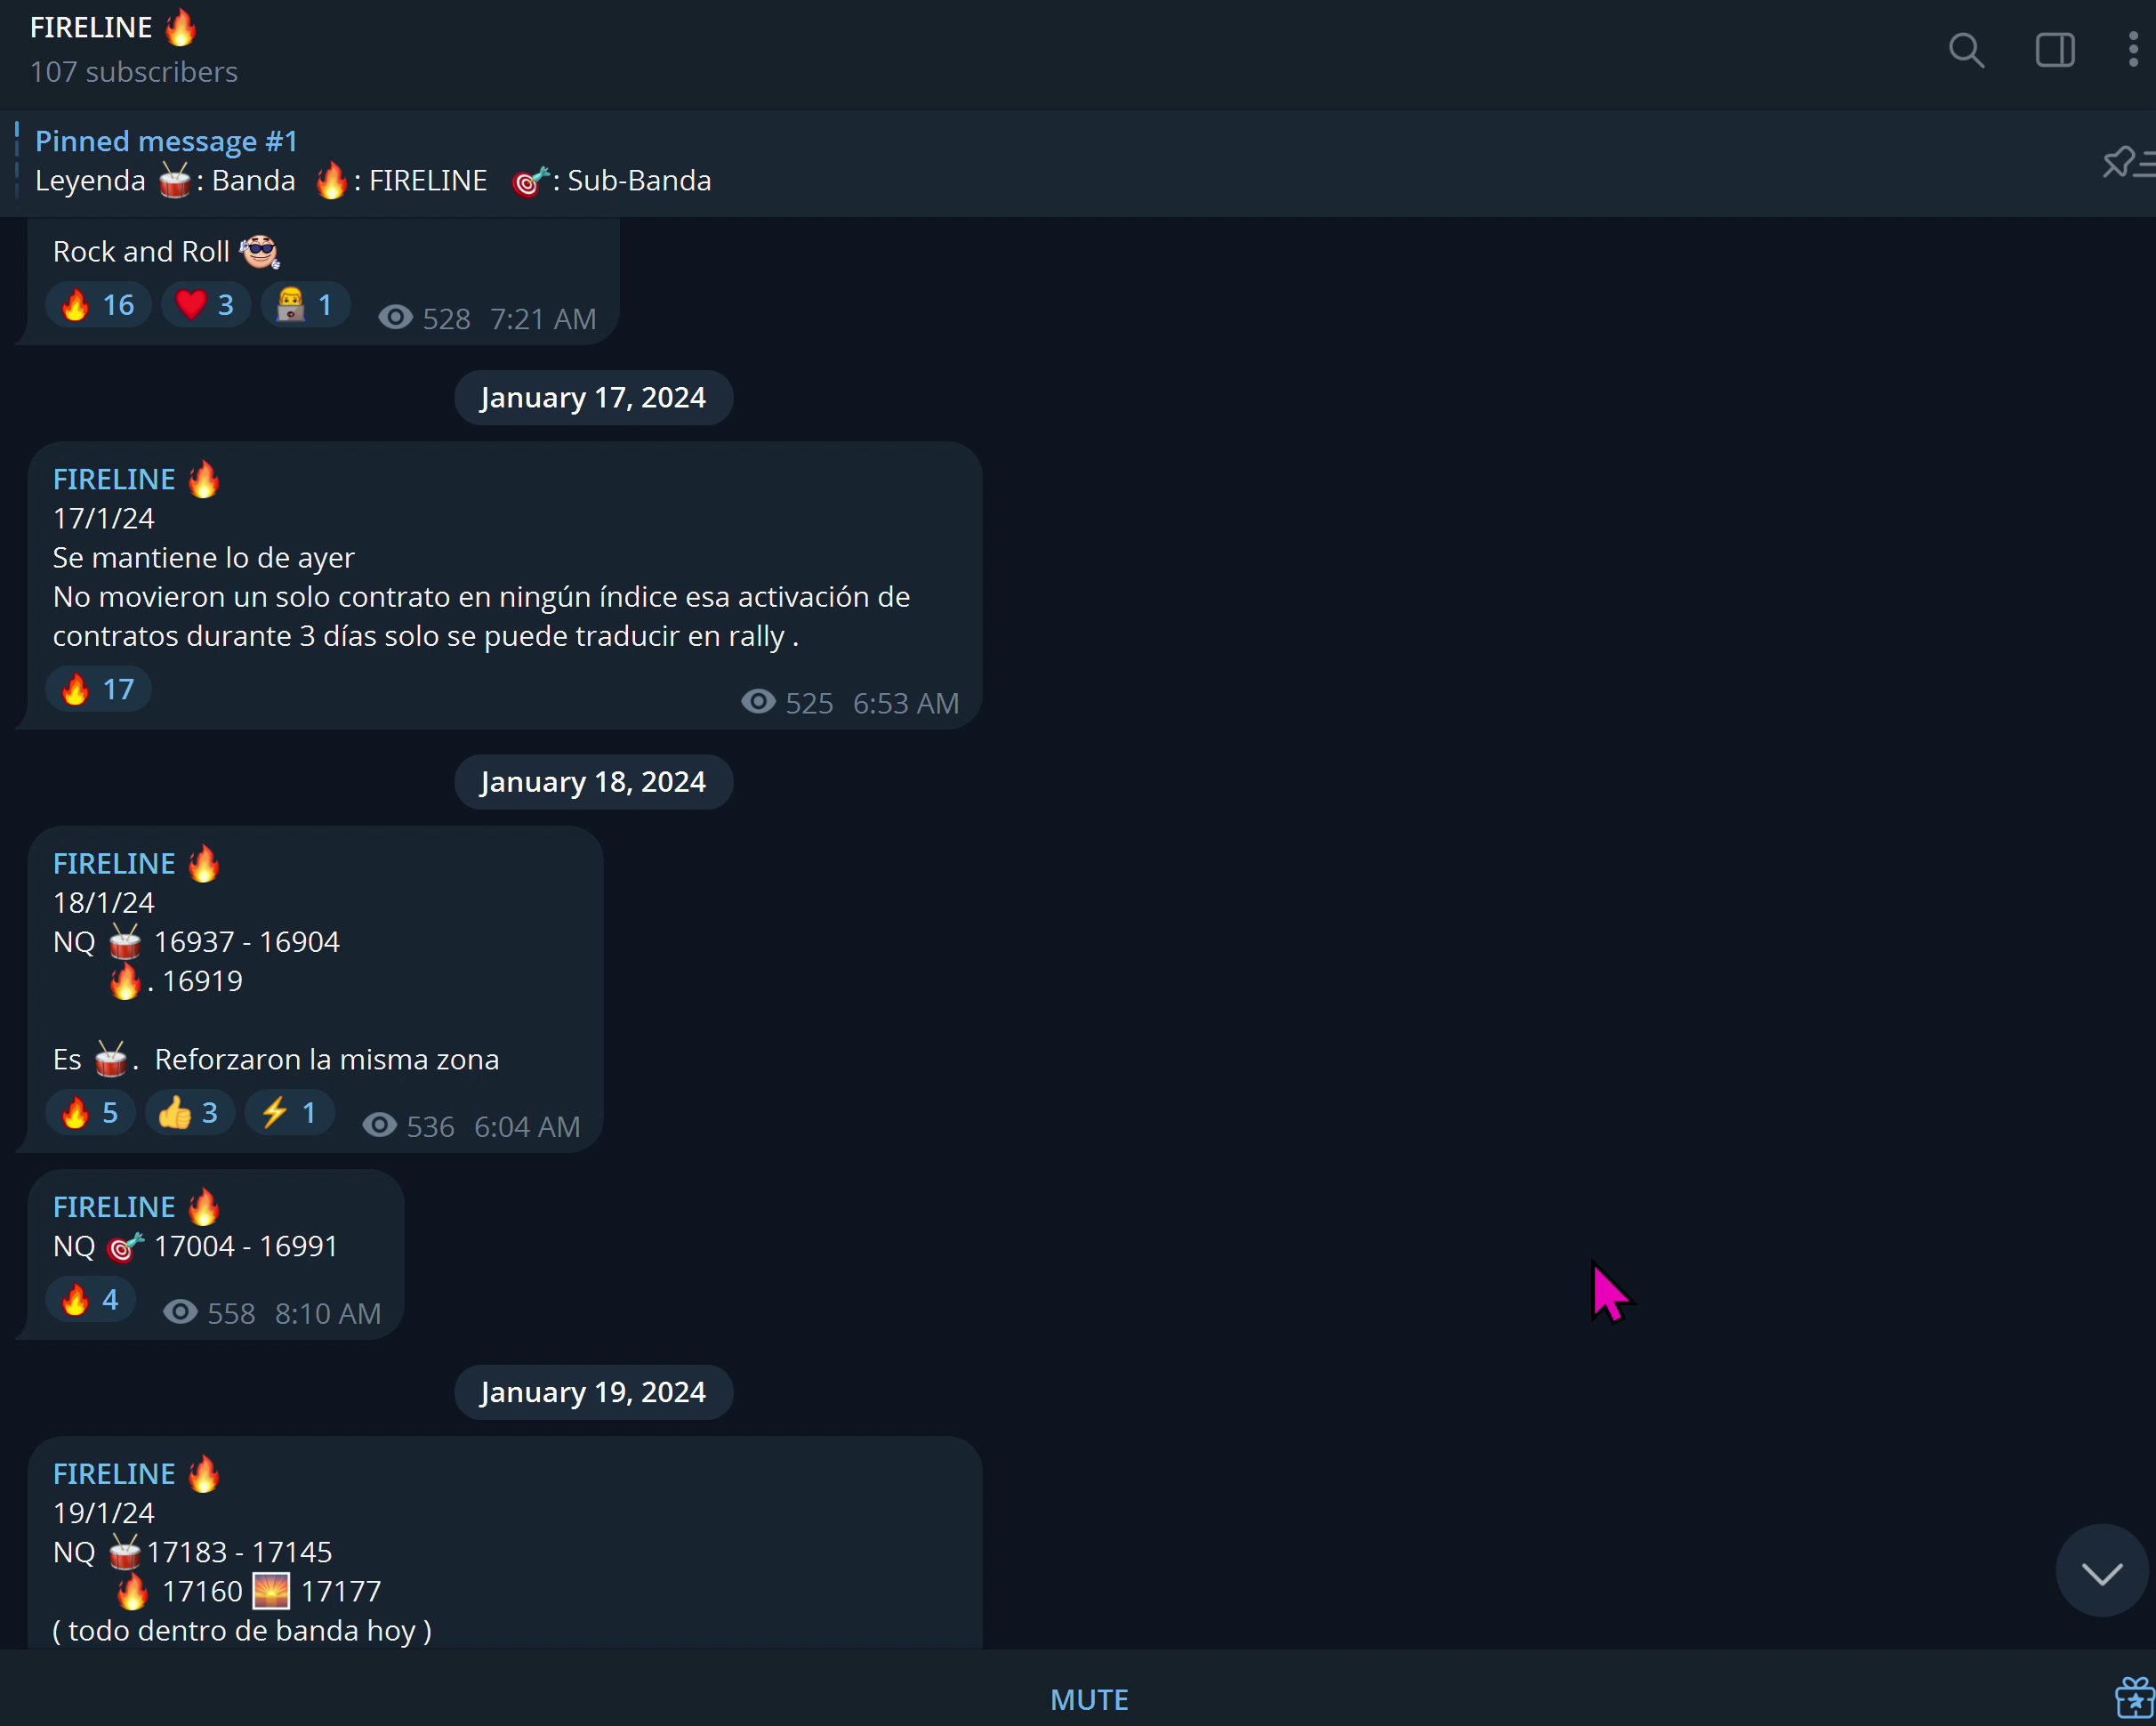 FIRELINE 🔥
107 subscribers
Pinned message #1
Leyenda 🥁: Banda 🔥: FIRELINE 🎯: Sub-Banda
Rock and Roll
🔥 16 ❤️ 3 👨‍💻 1 528 7:21 AM
January 17, 2024
FIRELINE 🔥
17/1/24
Se mantiene lo de ayer
No movieron un solo contrato en ningún índice esa activación de
contratos durante 3 días solo se puede traducir en rally .
🔥 17 525 6:53 AM
January 18, 2024
FIRELINE 🔥
18/1/24
NQ 🥁 16937 - 16904
🔥. 16919
Es 🥁. Reforzaron la misma zona
🔥 5 👍 3 ⚡ 1 536 6:04 AM
FIRELINE 🔥
NQ 🎯 17004 - 16991
🔥 4 558 8:10 AM
January 19, 2024
FIRELINE 🔥
19/1/24
NQ 🥁17183 - 17145
🔥 17160 🌅 17177
( todo dentro de banda hoy )
MUTE